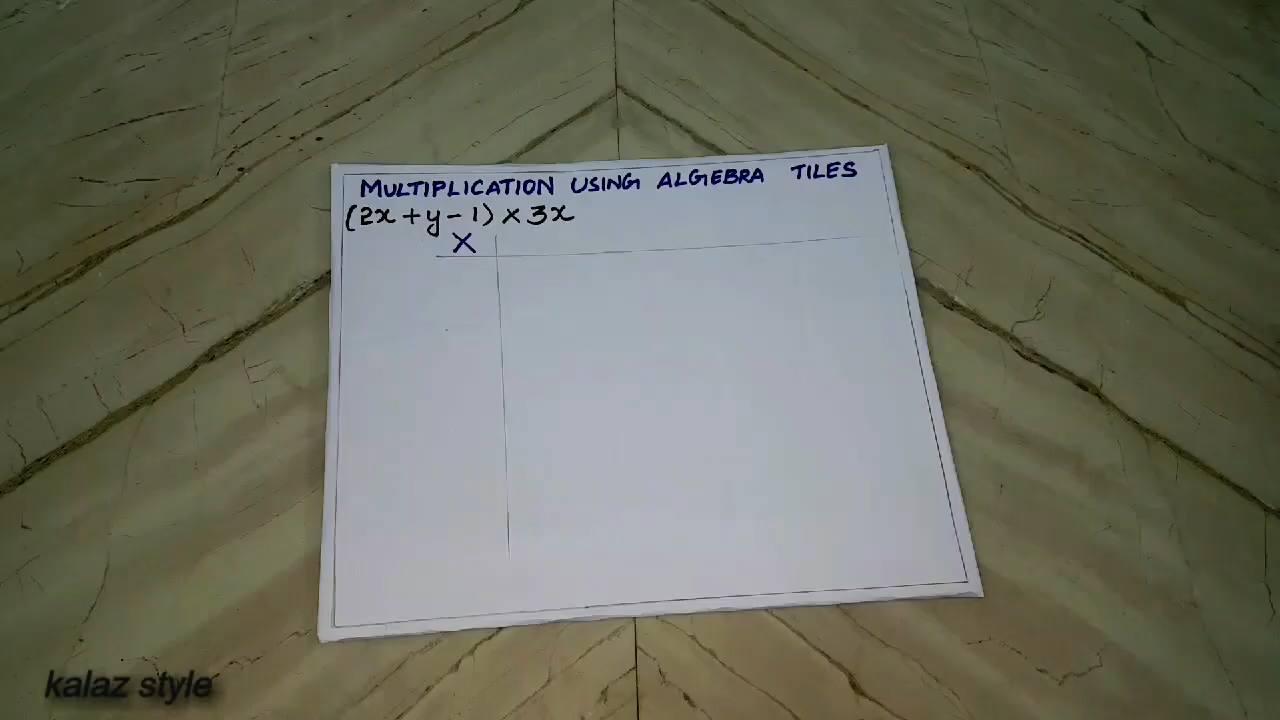 MULTIPLICATION USING ALGEBRA TILES
(2x + y - 1) × 3x
×
kalaz style